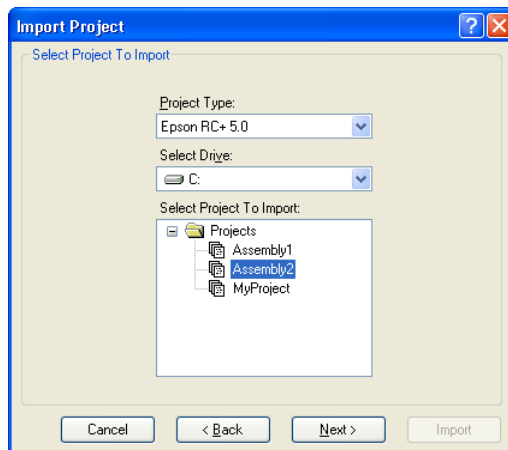 Import Project
Select Project To Import
Project Type:
Epson RC+ 5.0
Select Drive:
C:
Select Project To Import:
Projects
Assembly1
Assembly2
MyProject
Cancel
< Back
Next >
Import